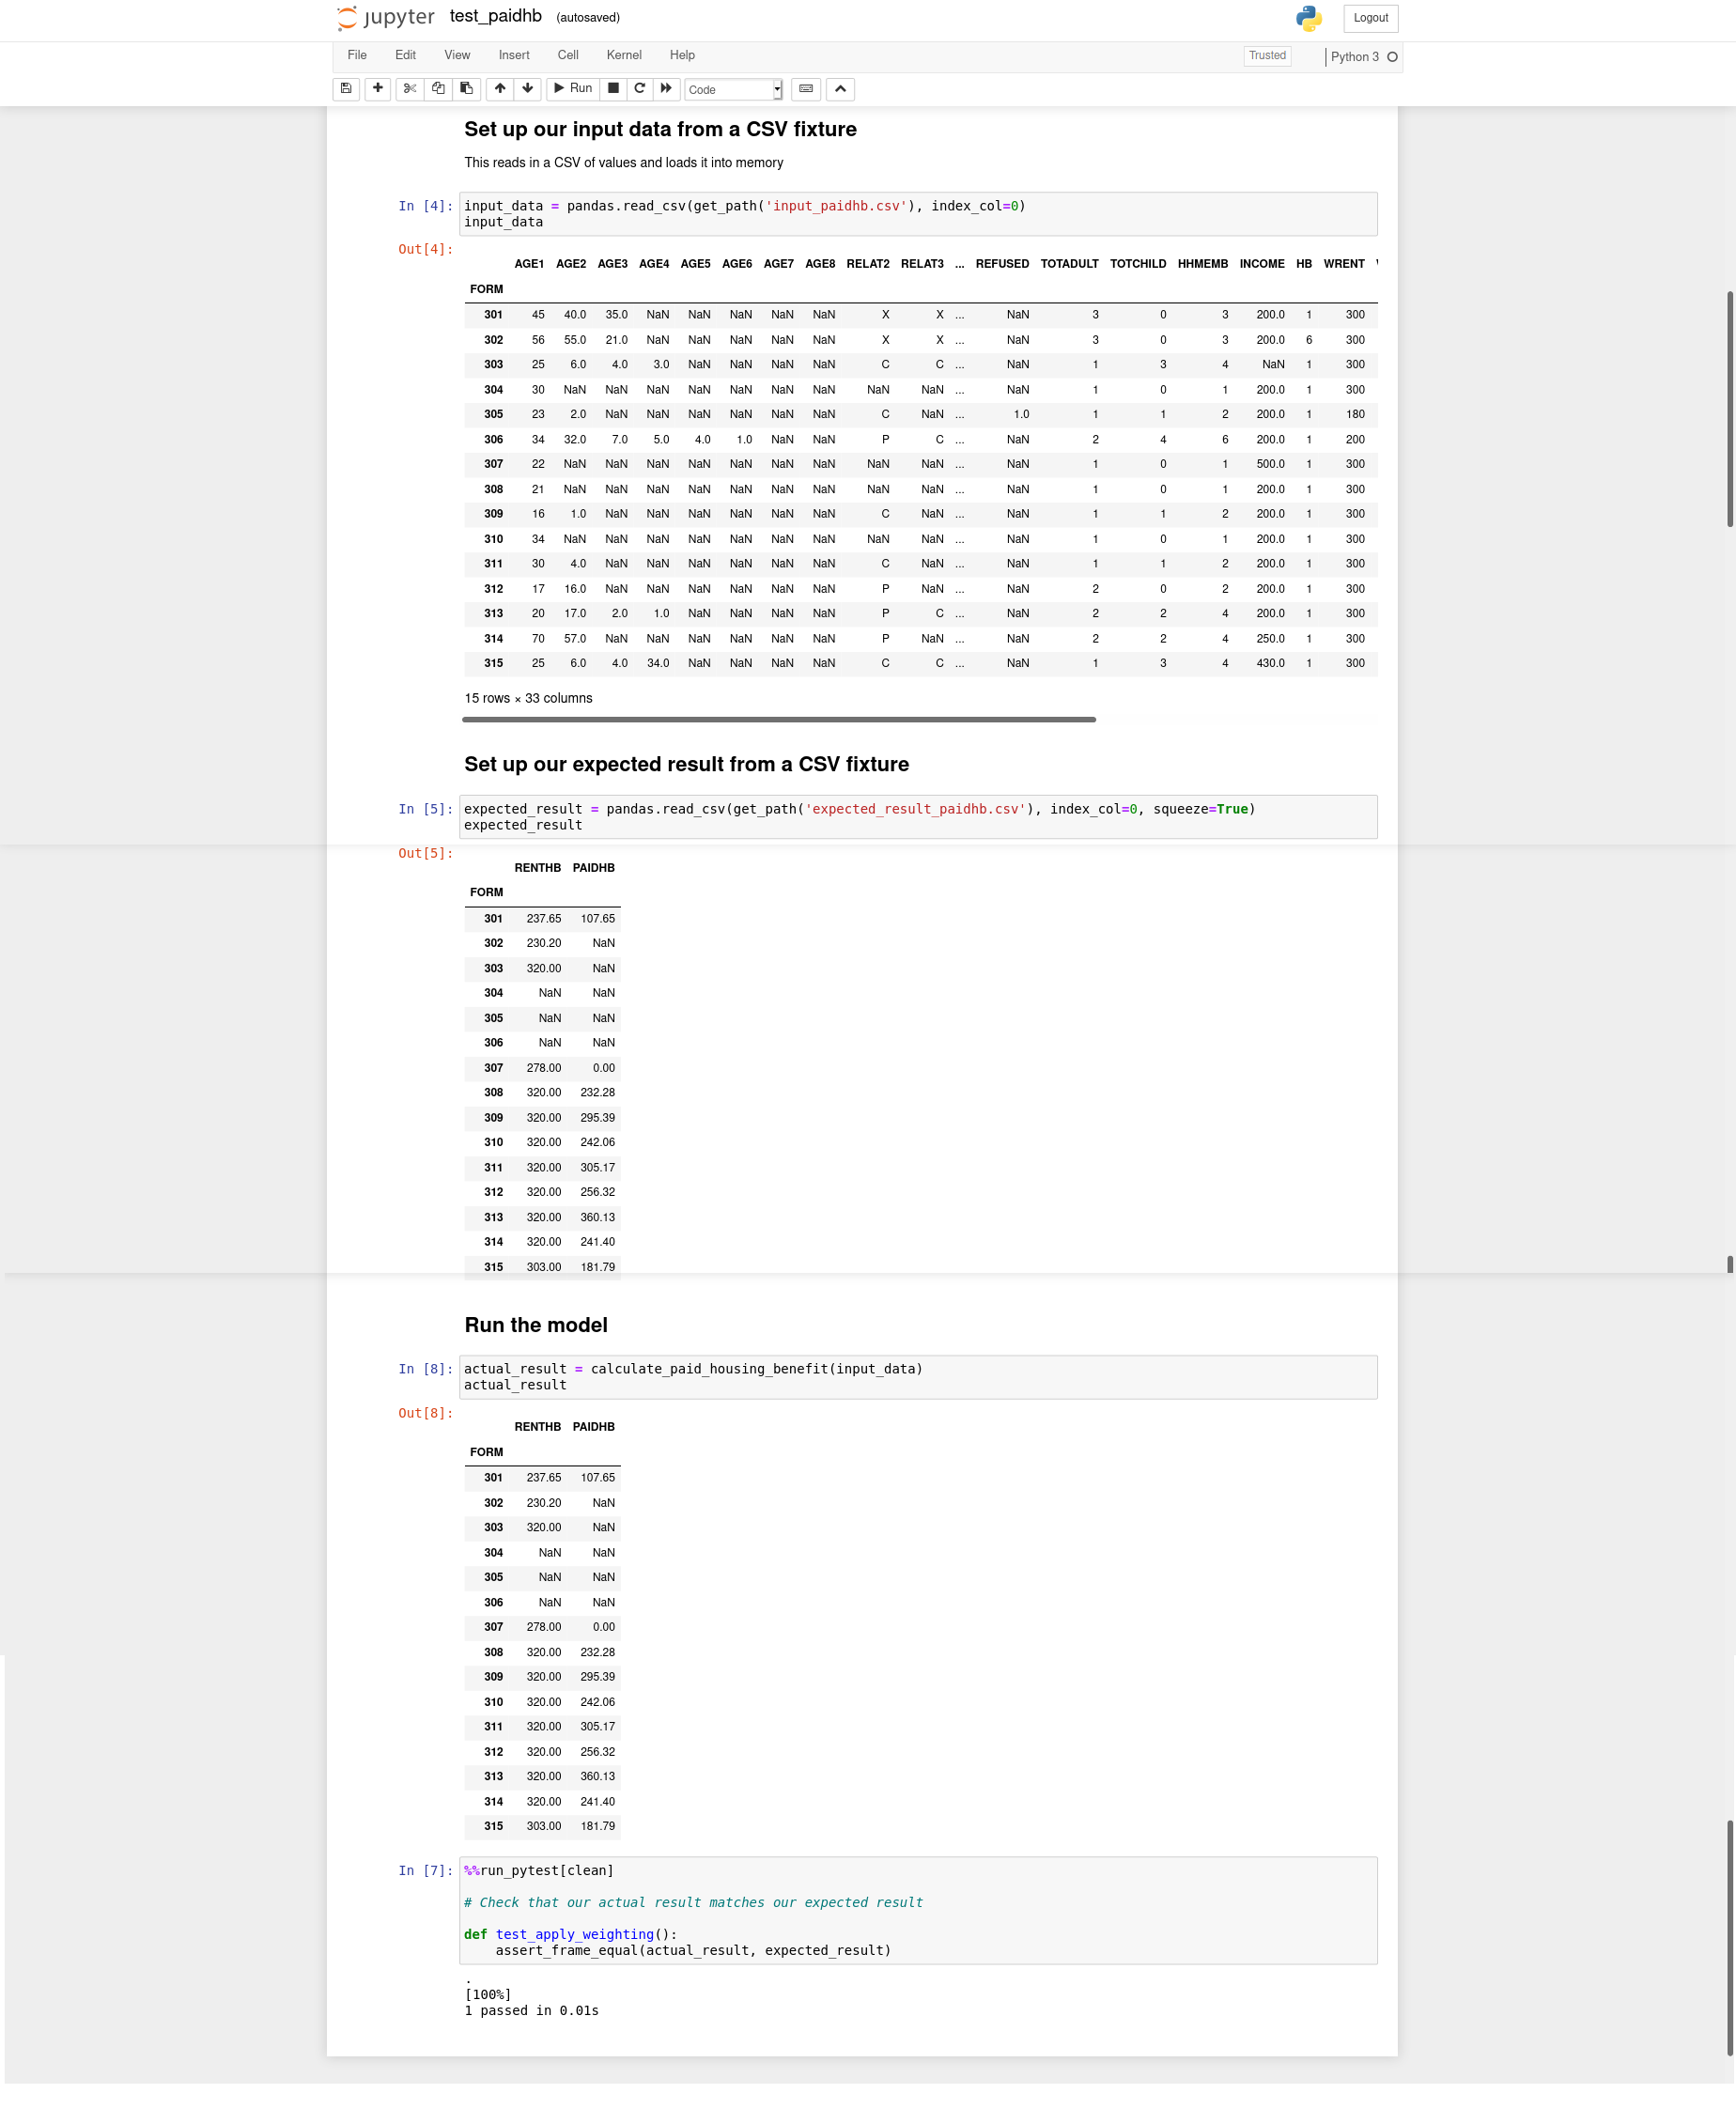 jupyter test_paidhb (autosaved) Logout
File Edit View Insert Cell Kernel Help Trusted Python 3
Run Code
Set up our input data from a CSV fixture
This reads in a CSV of values and loads it into memory
In [4]: input_data = pandas.read_csv(get_path('input_paidhb.csv'), index_col=0)
input_data
Out[4]:
AGE1 AGE2 AGE3 AGE4 AGE5 AGE6 AGE7 AGE8 RELAT2 RELAT3 ... REFUSED TOTADULT TOTCHILD HHMEMB INCOME HB WRENT
FORM
301 45 40.0 35.0 NaN NaN NaN NaN NaN X X ... NaN 3 0 3 200.0 1 300
302 56 55.0 21.0 NaN NaN NaN NaN NaN X X ... NaN 3 0 3 200.0 6 300
303 25 6.0 4.0 3.0 NaN NaN NaN NaN C C ... NaN 1 3 4 NaN 1 300
304 30 NaN NaN NaN NaN NaN NaN NaN NaN NaN ... NaN 1 0 1 200.0 1 300
305 23 2.0 NaN NaN NaN NaN NaN NaN C NaN ... 1.0 1 1 2 200.0 1 180
306 34 32.0 7.0 5.0 4.0 1.0 NaN NaN P C ... NaN 2 4 6 200.0 1 200
307 22 NaN NaN NaN NaN NaN NaN NaN NaN NaN ... NaN 1 0 1 500.0 1 300
308 21 NaN NaN NaN NaN NaN NaN NaN NaN NaN ... NaN 1 0 1 200.0 1 300
309 16 1.0 NaN NaN NaN NaN NaN NaN C NaN ... NaN 1 1 2 200.0 1 300
310 34 NaN NaN NaN NaN NaN NaN NaN NaN NaN ... NaN 1 0 1 200.0 1 300
311 30 4.0 NaN NaN NaN NaN NaN NaN C NaN ... NaN 1 1 2 200.0 1 300
312 17 16.0 NaN NaN NaN NaN NaN NaN P NaN ... NaN 2 0 2 200.0 1 300
313 20 17.0 2.0 1.0 NaN NaN NaN NaN P C ... NaN 2 2 4 200.0 1 300
314 70 57.0 NaN NaN NaN NaN NaN NaN P NaN ... NaN 2 2 4 250.0 1 300
315 25 6.0 4.0 34.0 NaN NaN NaN NaN C C ... NaN 1 3 4 430.0 1 300
15 rows × 33 columns
Set up our expected result from a CSV fixture
In [5]: expected_result = pandas.read_csv(get_path('expected_result_paidhb.csv'), index_col=0, squeeze=True)
expected_result
Out[5]:
RENTHB PAIDHB
FORM
301 237.65 107.65
302 230.20 NaN
303 320.00 NaN
304 NaN NaN
305 NaN NaN
306 NaN NaN
307 278.00 0.00
308 320.00 232.28
309 320.00 295.39
310 320.00 242.06
311 320.00 305.17
312 320.00 256.32
313 320.00 360.13
314 320.00 241.40
315 303.00 181.79
Run the model
In [8]: actual_result = calculate_paid_housing_benefit(input_data)
actual_result
Out[8]:
RENTHB PAIDHB
FORM
301 237.65 107.65
302 230.20 NaN
303 320.00 NaN
304 NaN NaN
305 NaN NaN
306 NaN NaN
307 278.00 0.00
308 320.00 232.28
309 320.00 295.39
310 320.00 242.06
311 320.00 305.17
312 320.00 256.32
313 320.00 360.13
314 320.00 241.40
315 303.00 181.79
In [7]: %%run_pytest[clean]
# Check that our actual result matches our expected result
def test_apply_weighting():
assert_frame_equal(actual_result, expected_result)
.
[100%]
1 passed in 0.01s